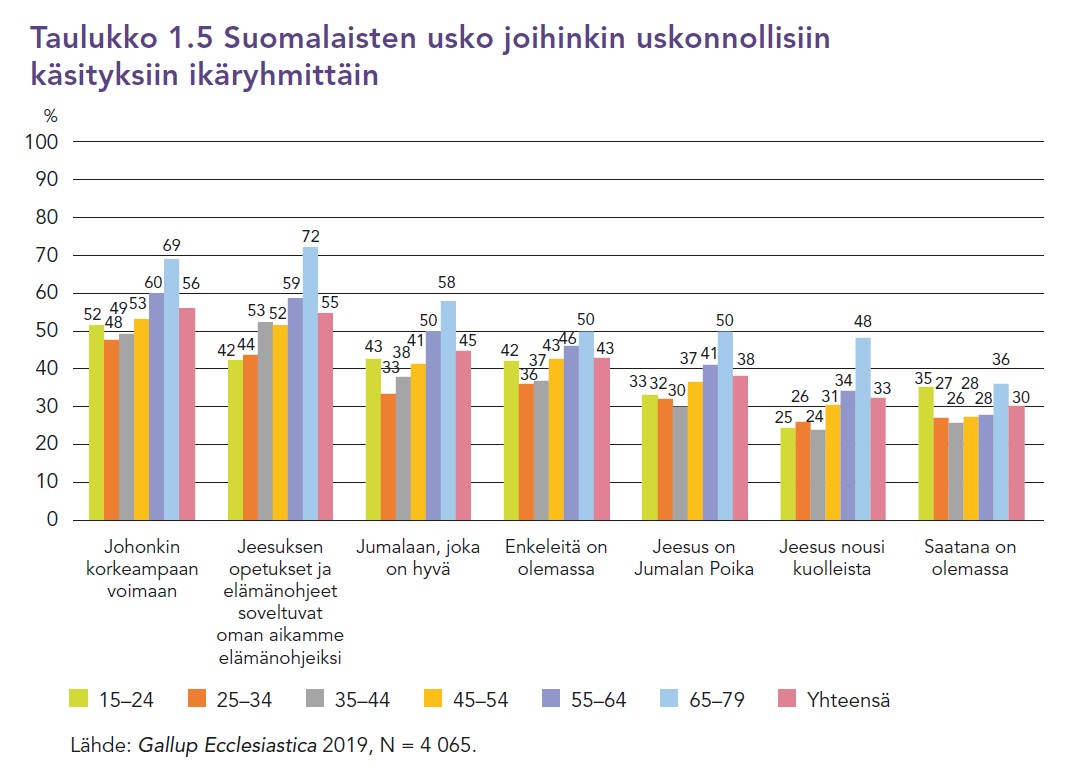 Taulukko 1.5 Suomalaisten usko joihinkin uskonnollisiin
käsityksiin ikäryhmittäin
%
100
90
80
70
60
50
40
30
20
10
0
52 48 49 53 60 69 56
42 44 53 52 59 72 55
43 33 38 41 50 58 45
42 36 37 43 46 50 43
33 32 30 37 41 50 38
25 26 24 31 34 48 33
35 27 26 28 28 36 30
Johonkin
korkeampaan
voimaan
Jeesuksen
opetukset ja
elämänohjeet
soveltuvat
oman aikamme
elämänohjeiksi
Jumalaan, joka
on hyvä
Enkeleitä on
olemassa
Jeesus on
Jumalan Poika
Jeesus nousi
kuolleista
Saatana on
olemassa
15–24 25–34 35–44 45–54 55–64 65–79 Yhteensä
Lähde: Gallup Ecclesiastica 2019, N = 4 065.